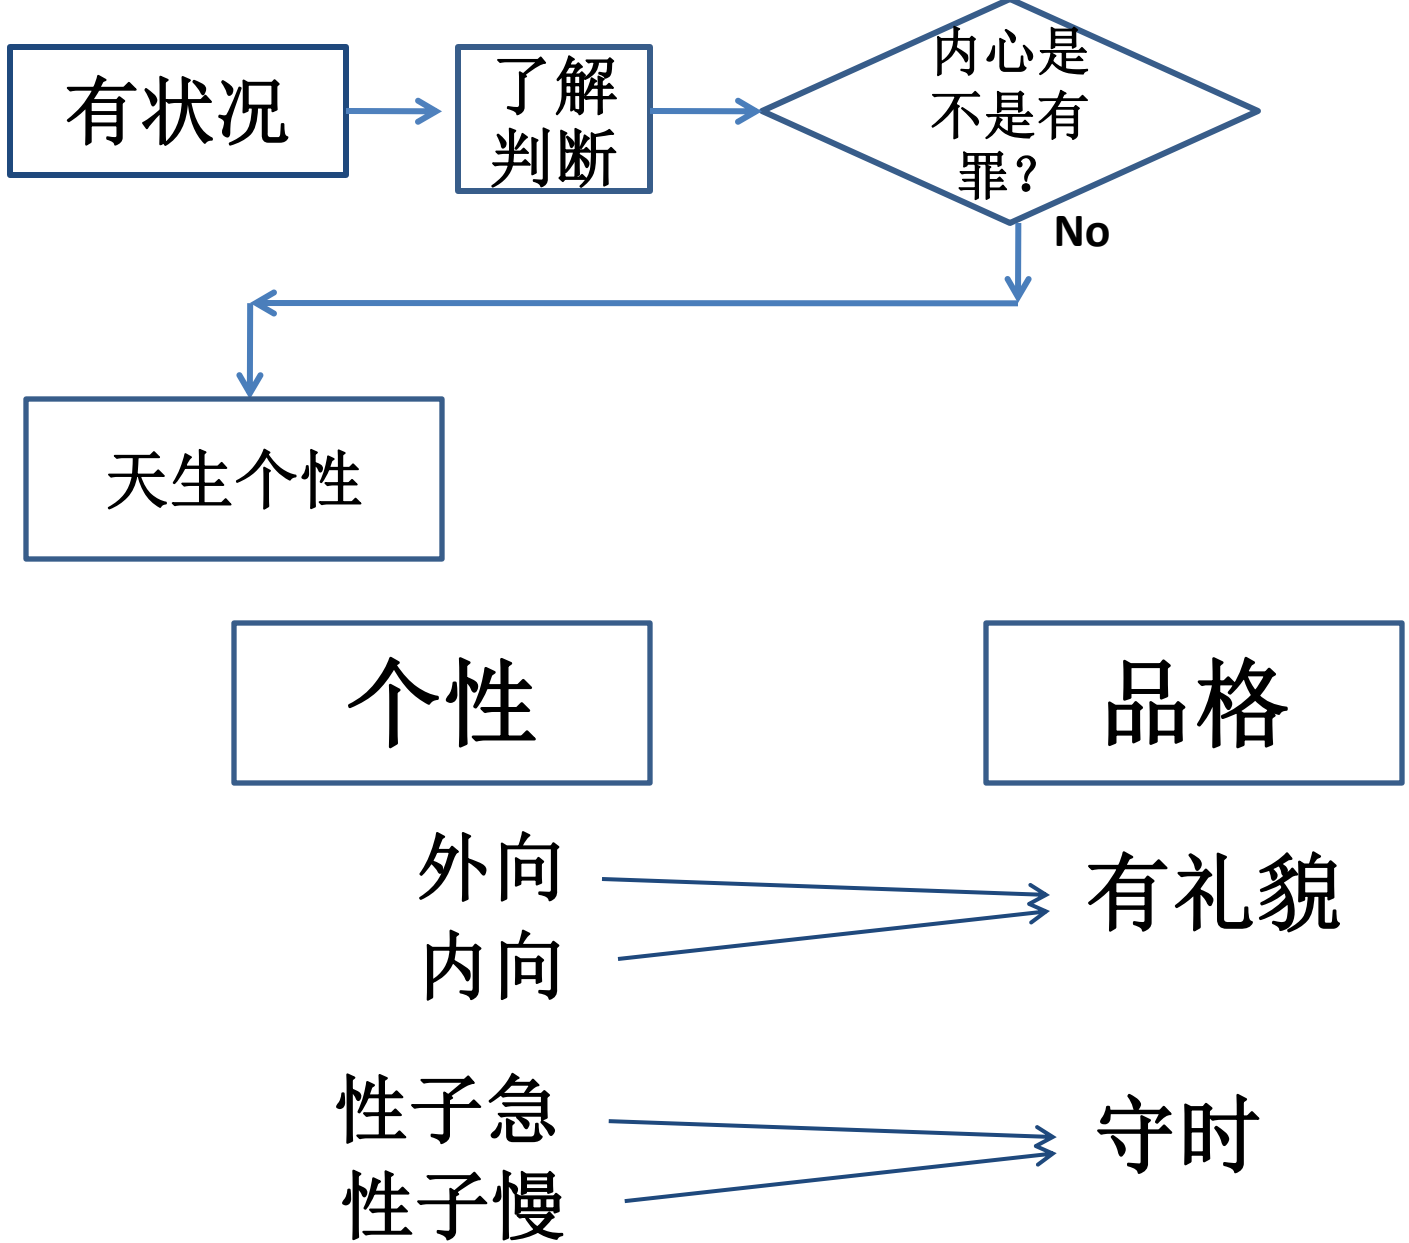 有状况
了解
判断
内心是
不是有
罪？
No
天生个性
个性
品格
外向
内向
有礼貌
性子急
性子慢
守时